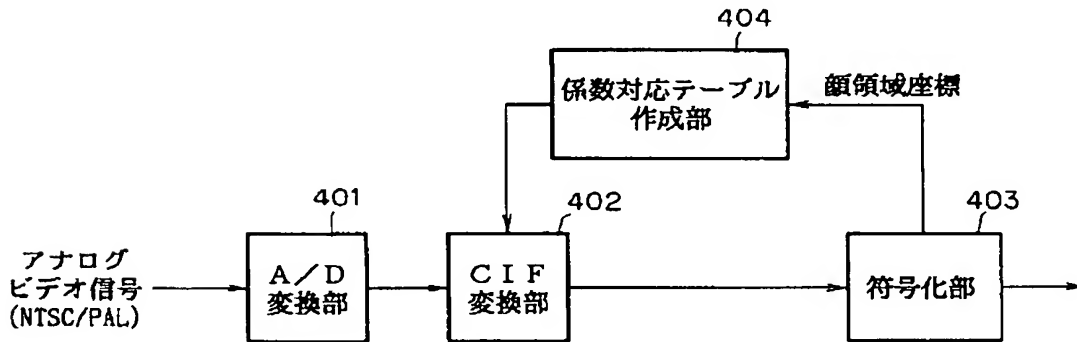 404
係数対応テーブル
作成部
顔領域座標
401
402
403
アナログ
ビデオ信号
(NTSC/PAL)
A/D
変換部
CIF
変換部
符号化部